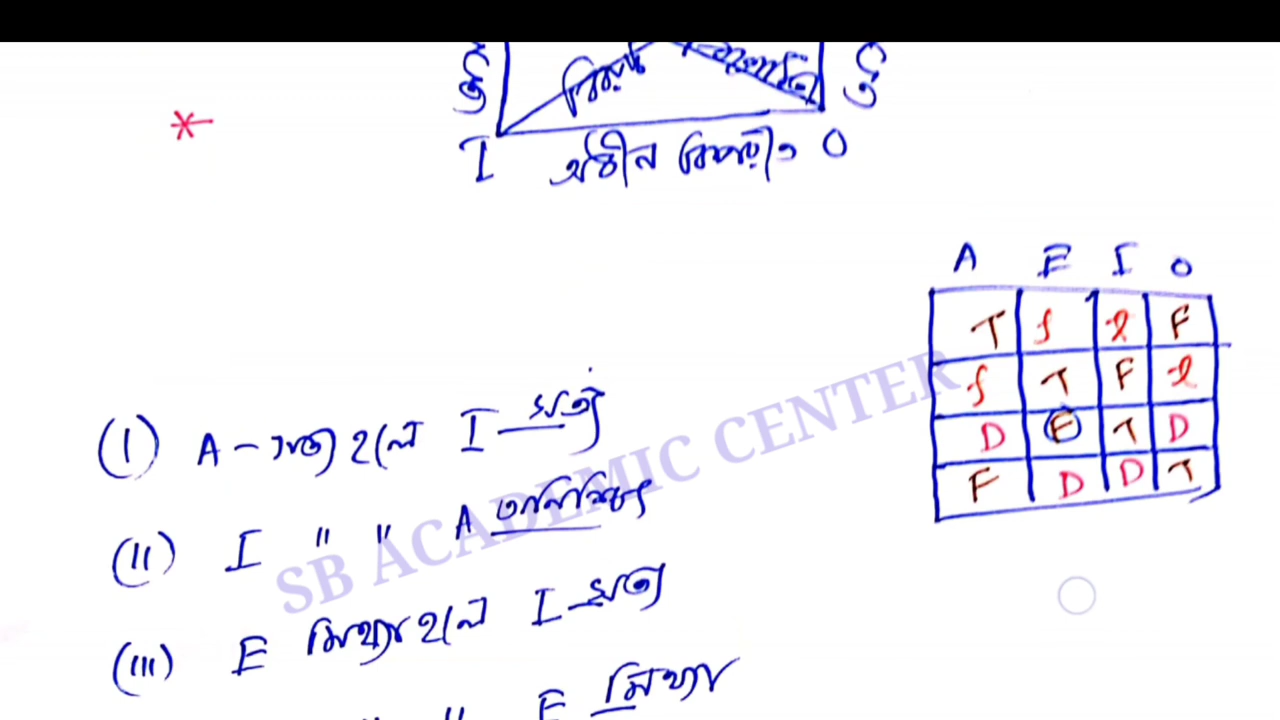 বিরুদ্ধ
I অধীন বিপরীত O
*
A E I O
T f t F
f T F t
D F T D
F D D T
(I) A - সত্য হলে I - সত্য
(II) I " " A অনিশ্চিত
(III) E মিথ্যা হলে I - সত্য
" " E মিথ্যা
SB ACADEMIC CENTER